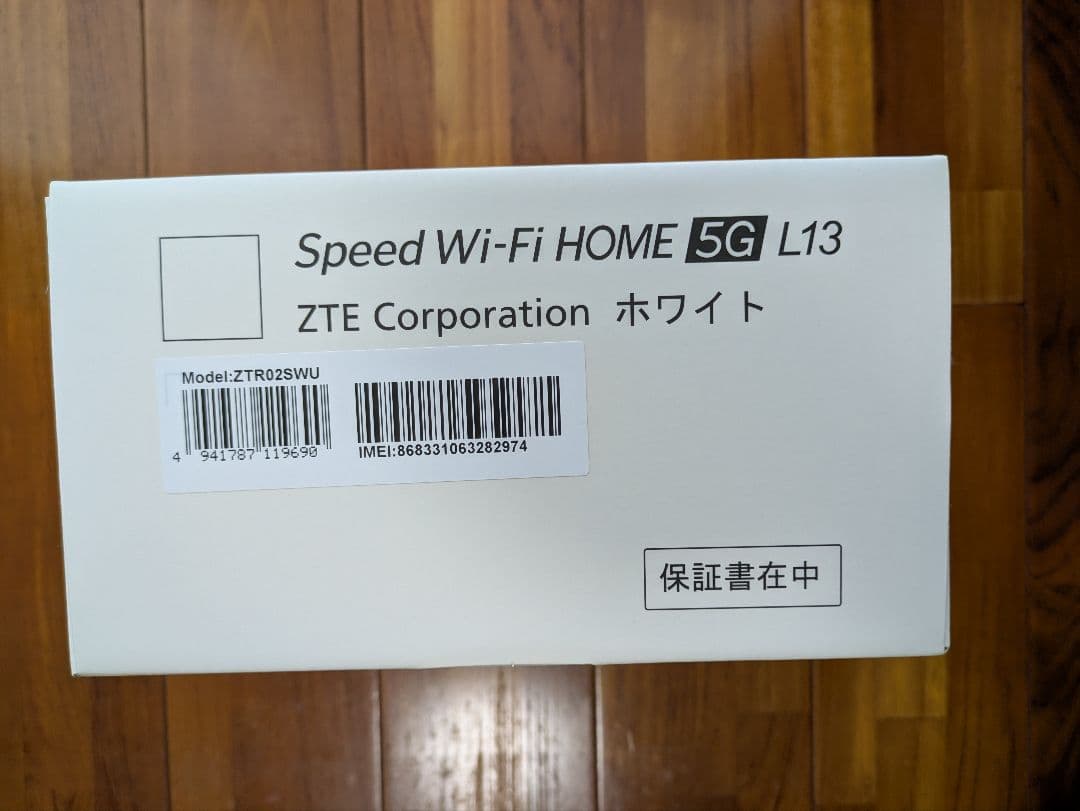 Speed Wi-Fi HOME 5G L13
ZTE Corporation ホワイト
Model:ZTR02SWU
4 941787 119690
IMEI:868331063282974
保証書在中